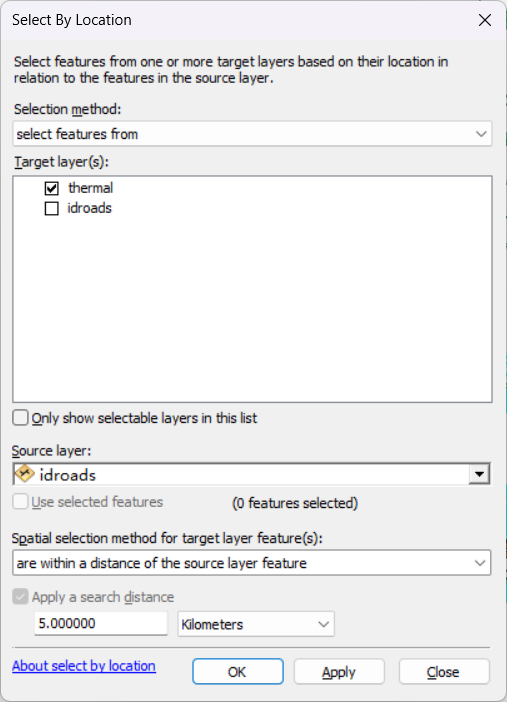 Select By Location
Select features from one or more target layers based on their location in
relation to the features in the source layer.
Selection method:
select features from
Target layer(s):
thermal
idroads
Only show selectable layers in this list
Source layer:
idroads
Use selected features (0 features selected)
Spatial selection method for target layer feature(s):
are within a distance of the source layer feature
Apply a search distance
5.000000 Kilometers
About select by location OK Apply Close